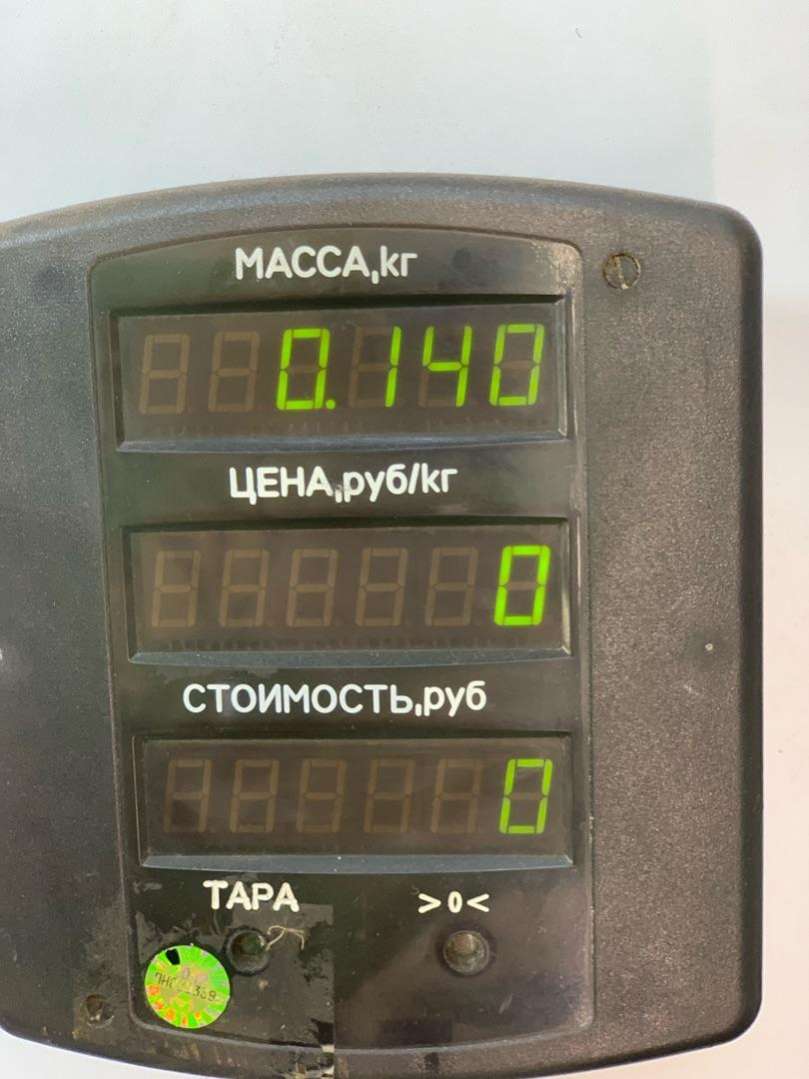 МАССА,кг
0.140
ЦЕНА,руб/кг
0
СТОИМОСТЬ,руб
0
ТАРА >0<